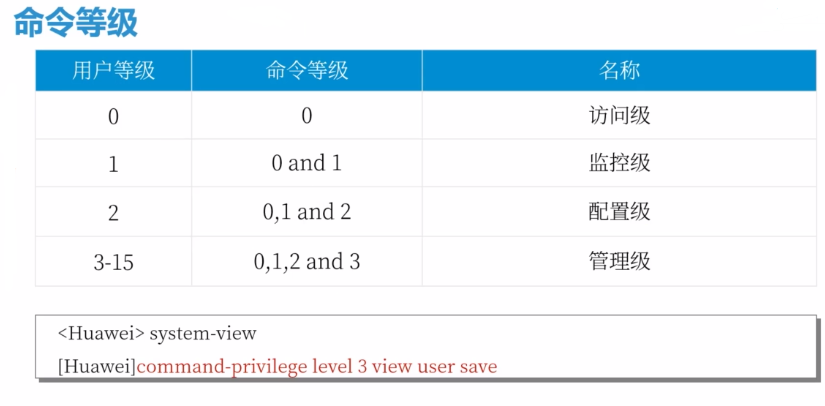 命令等级
用户等级 命令等级 名称
0 0 访问级
1 0 and 1 监控级
2 0,1 and 2 配置级
3-15 0,1,2 and 3 管理级
<Huawei> system-view
[Huawei]command-privilege level 3 view user save